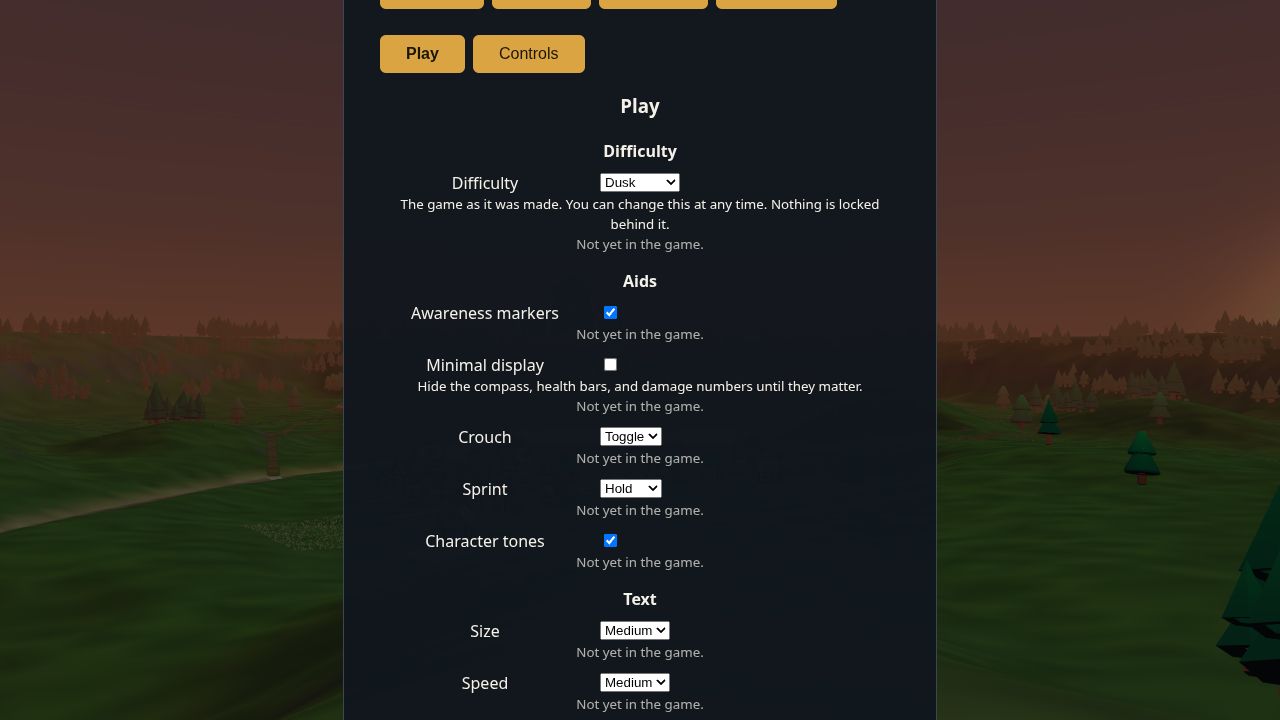 Play Controls
Play
Difficulty
Difficulty Dusk
The game as it was made. You can change this at any time. Nothing is locked
behind it.
Not yet in the game.
Aids
Awareness markers
Not yet in the game.
Minimal display
Hide the compass, health bars, and damage numbers until they matter.
Not yet in the game.
Crouch Toggle
Not yet in the game.
Sprint Hold
Not yet in the game.
Character tones
Not yet in the game.
Text
Size Medium
Not yet in the game.
Speed Medium
Not yet in the game.